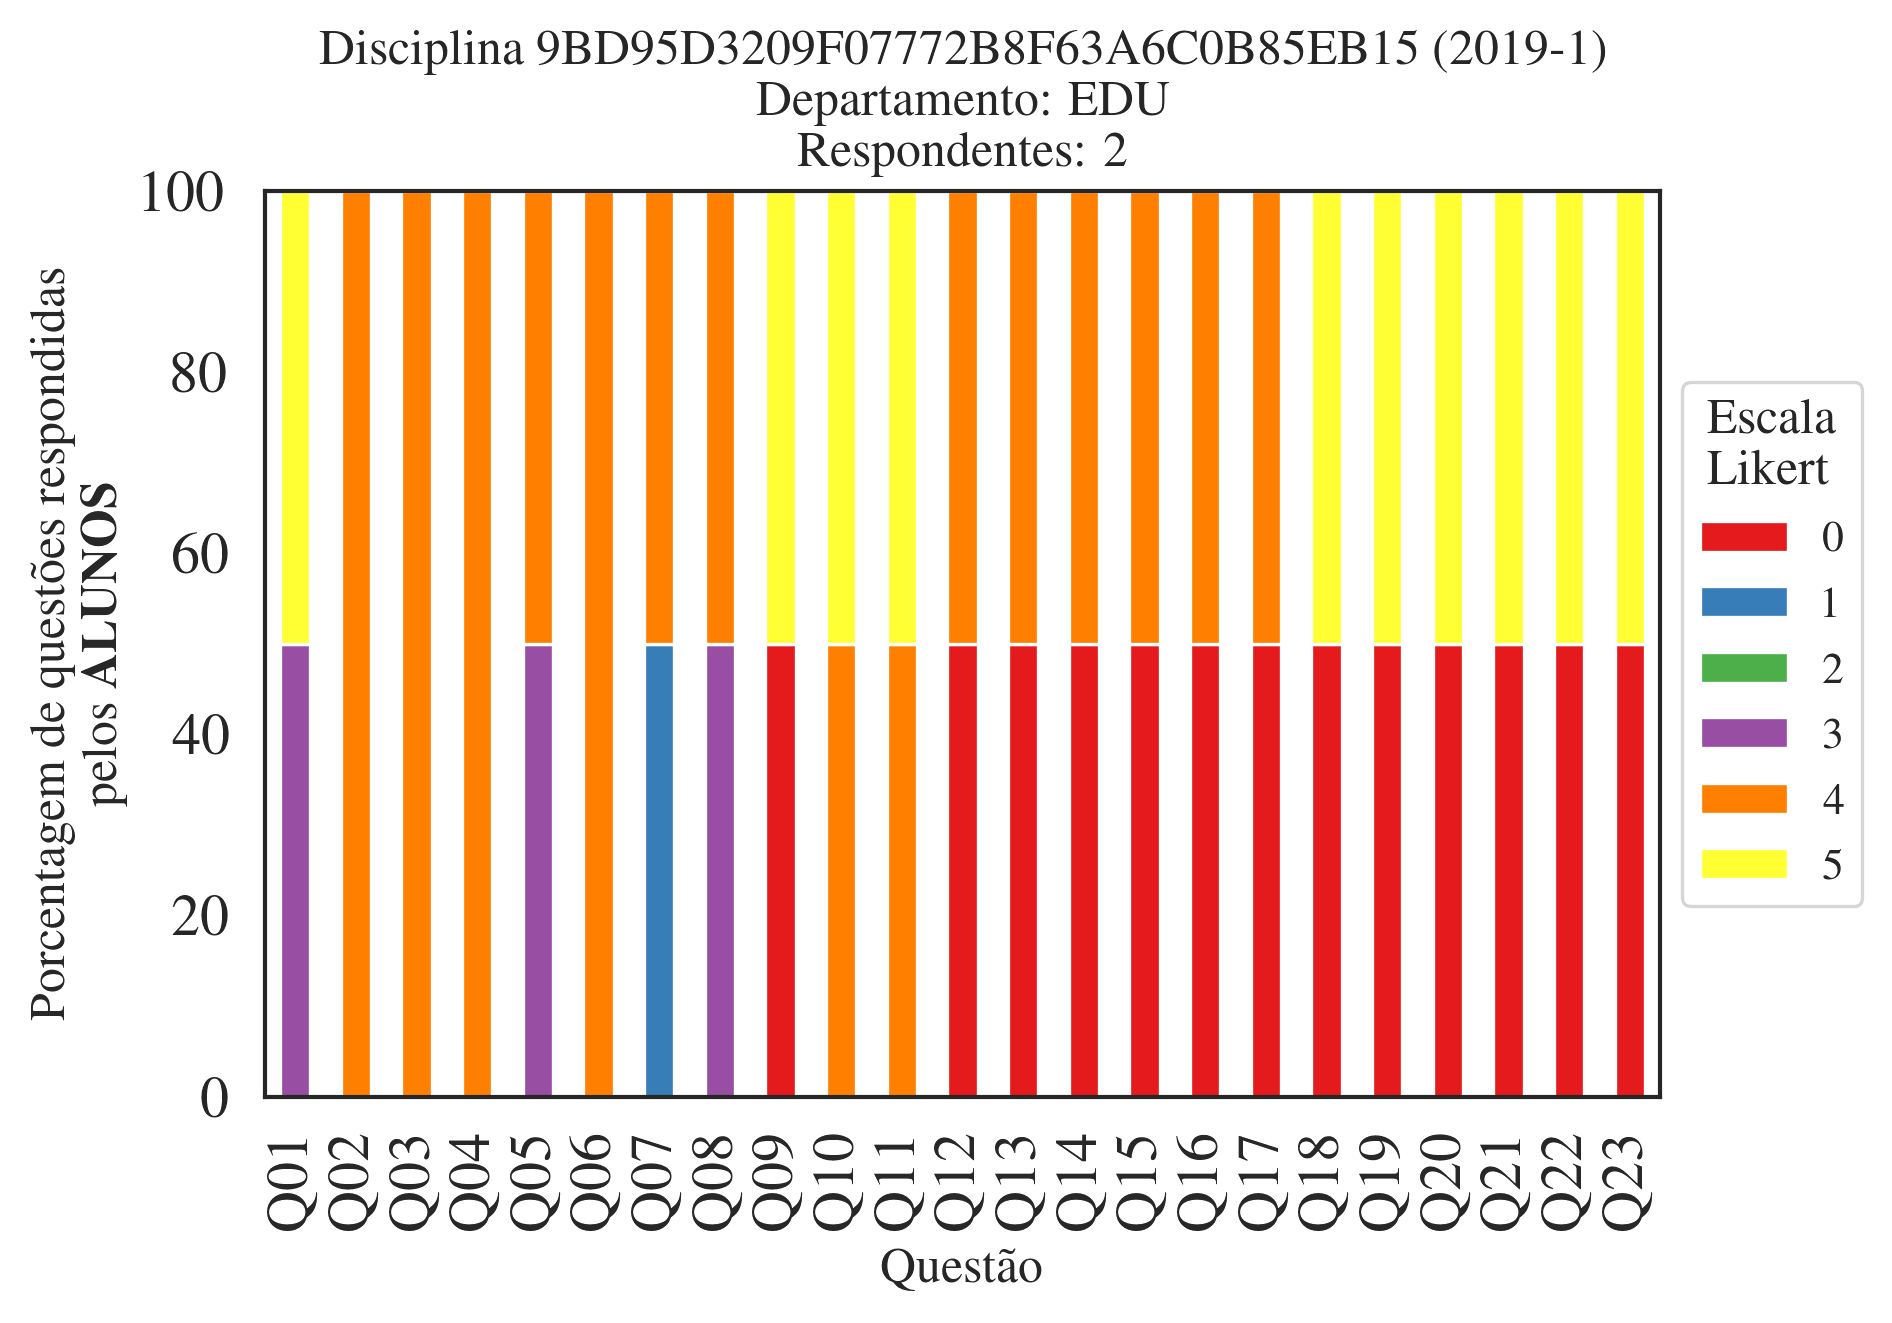 Disciplina 9BD95D3209F07772B8F63A6C0B85EB15 (2019-1)
Departamento: EDU
Respondentes: 2
Porcentagem de questões respondidas
pelos ALUNOS
100
80
60
40
20
0
Q01 Q02 Q03 Q04 Q05 Q06 Q07 Q08 Q09 Q10 Q11 Q12 Q13 Q14 Q15 Q16 Q17 Q18 Q19 Q20 Q21 Q22 Q23
Questão
Escala
Likert
0
1
2
3
4
5